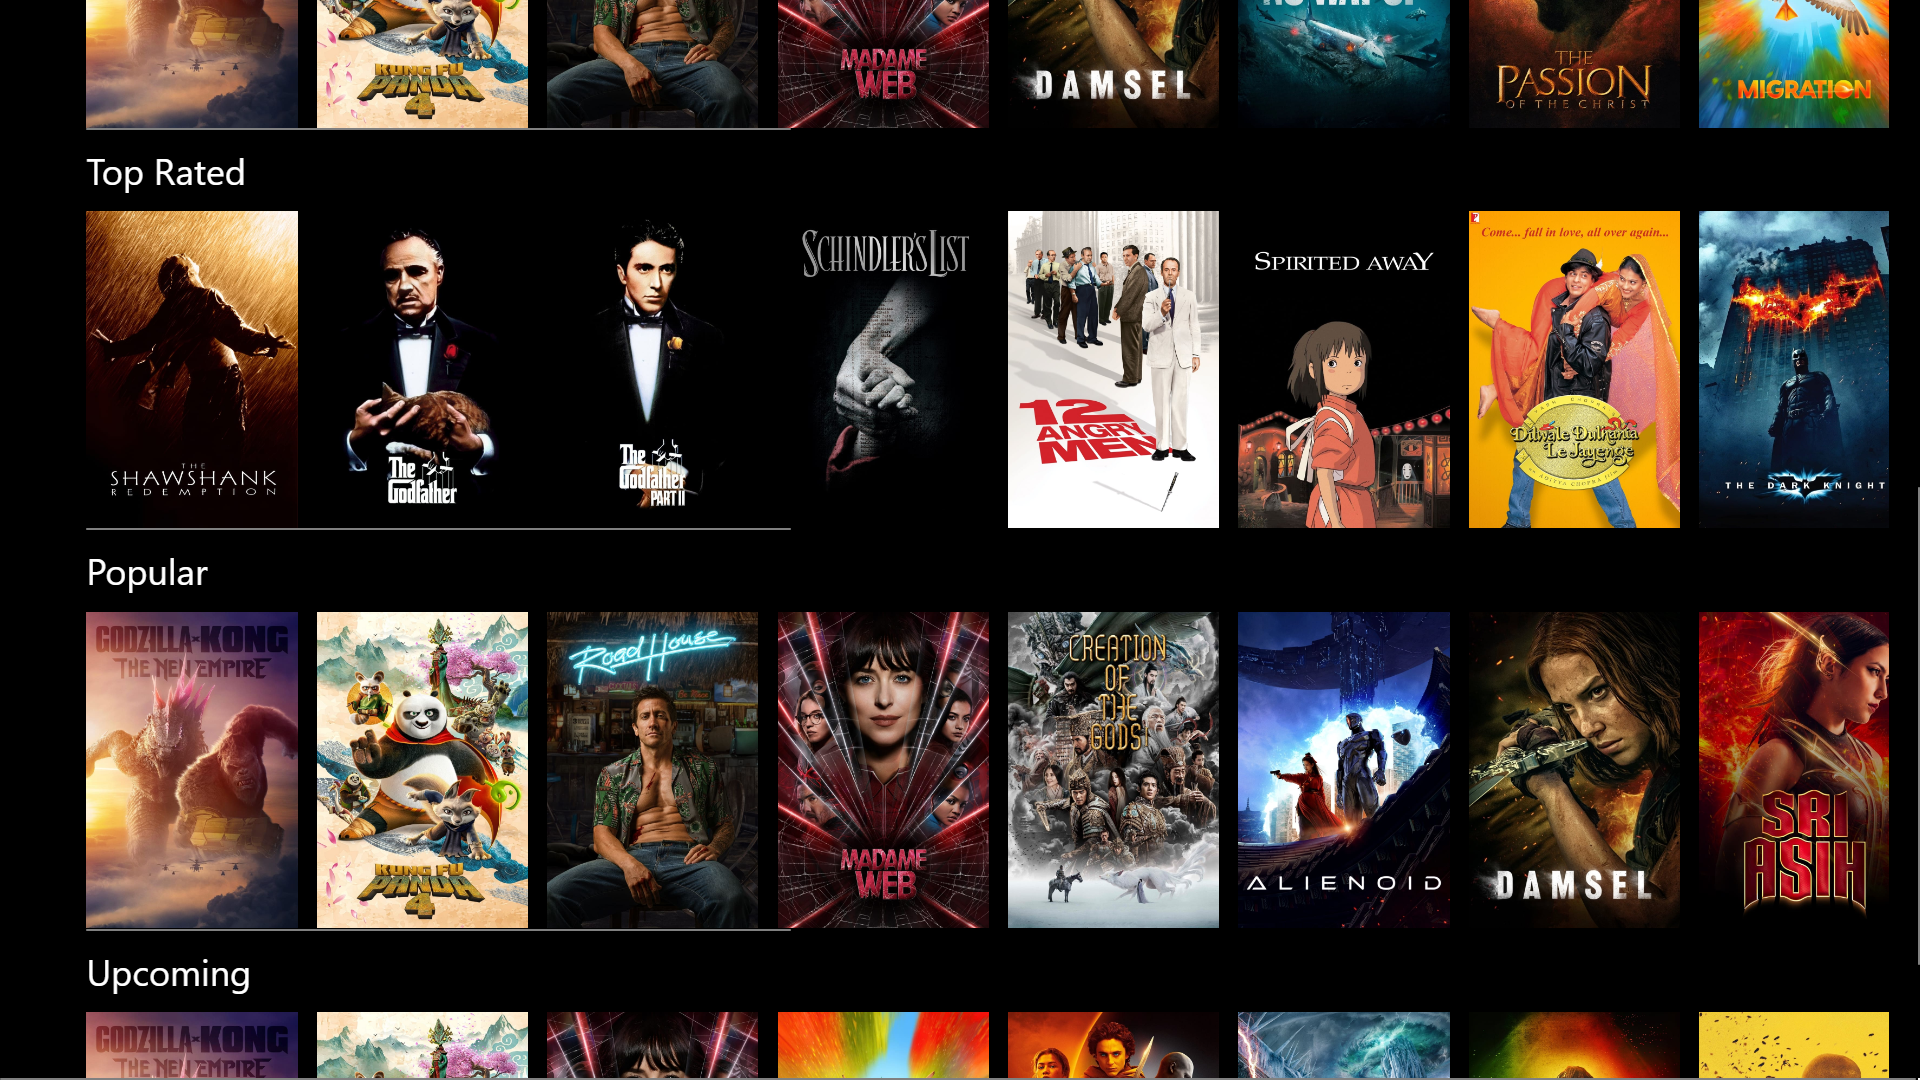 KUNG FU
PANDA
4
MADAME
WEB
DAMSEL
THE
PASSION
OF THE CHRIST
MIGRATION
Top Rated
THE
SHAWSHANK
REDEMPTION
The
Godfather
The
Godfather
PART II
SCHINDLER'S LIST
12
ANGRY
MEN
SPIRITED AWAY
Come... fall in love, all over again...
Dilwale Dulhania
Le Jayenge
THE DARK KNIGHT
Popular
GODZILLA x KONG
THE NEW EMPIRE
KUNG FU
PANDA
4
Road House
MADAME
WEB
CREATION
OF
THE
GODS I
ALIENOID
DAMSEL
SRI
ASIH
Upcoming
GODZILLA x KONG
THE NEW EMPIRE